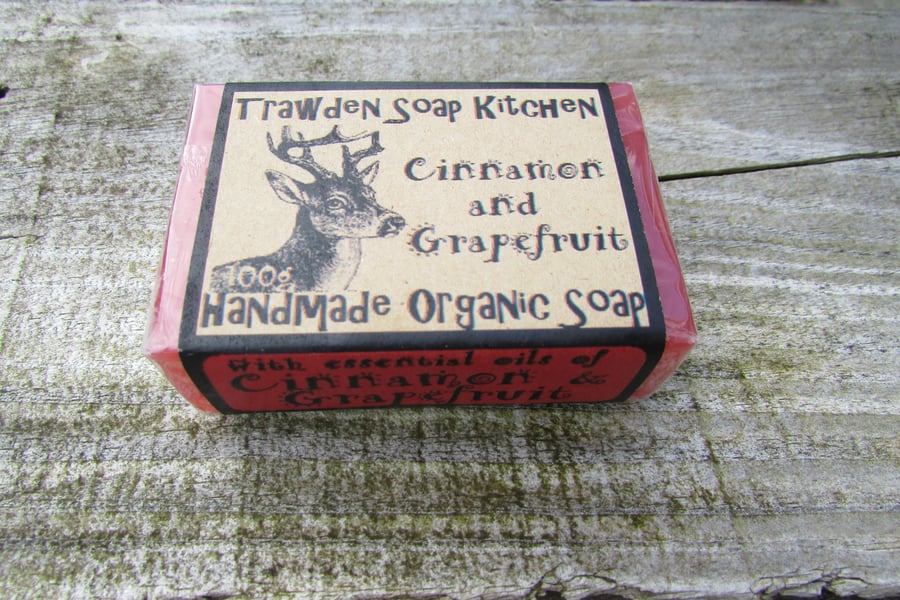 Trawden Soap Kitchen
Cinnamon
and
Grapefruit
100g
Handmade Organic Soap
with essential oils of
Cinnamon &
Grapefruit